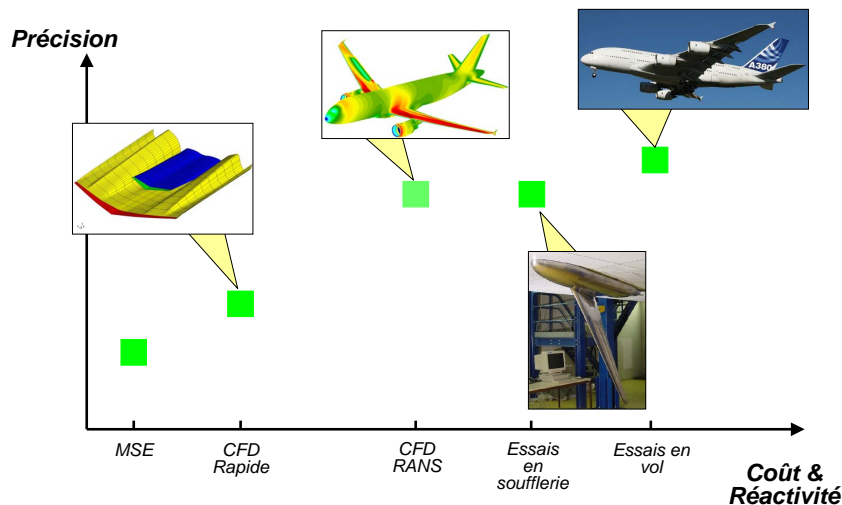 Précision
A380
MSE
CFD
Rapide
CFD
RANS
Essais
en
soufflerie
Essais en
vol
Coût &
Réactivité